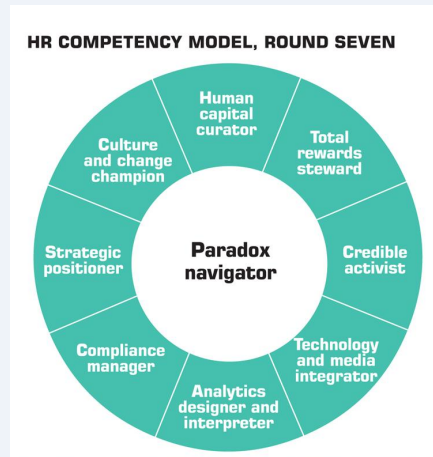 HR COMPETENCY MODEL, ROUND SEVEN
Human
capital
curator
Total
rewards
steward
Credible
activist
Technology
and media
integrator
Analytics
designer and
interpreter
Compliance
manager
Strategic
positioner
Culture
and change
champion
Paradox
navigator